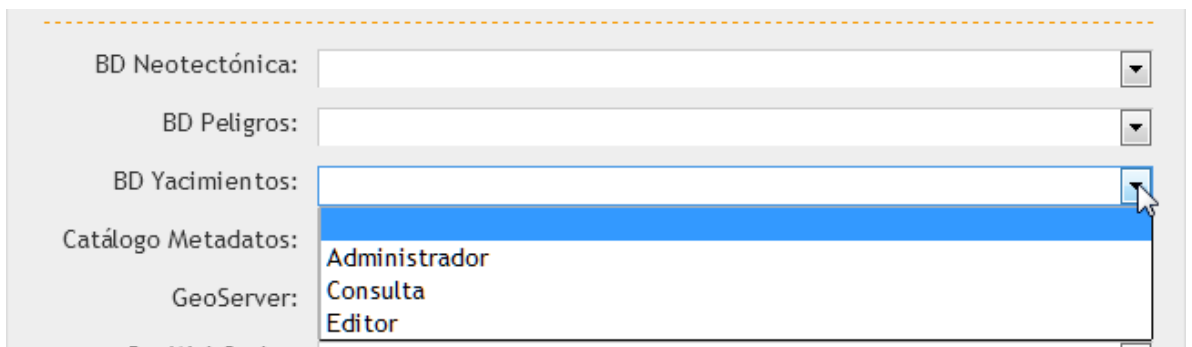 BD Neotectónica:
BD Peligros:
BD Yacimientos:
Catálogo Metadatos:
Administrador
GeoServer:
Consulta
Editor